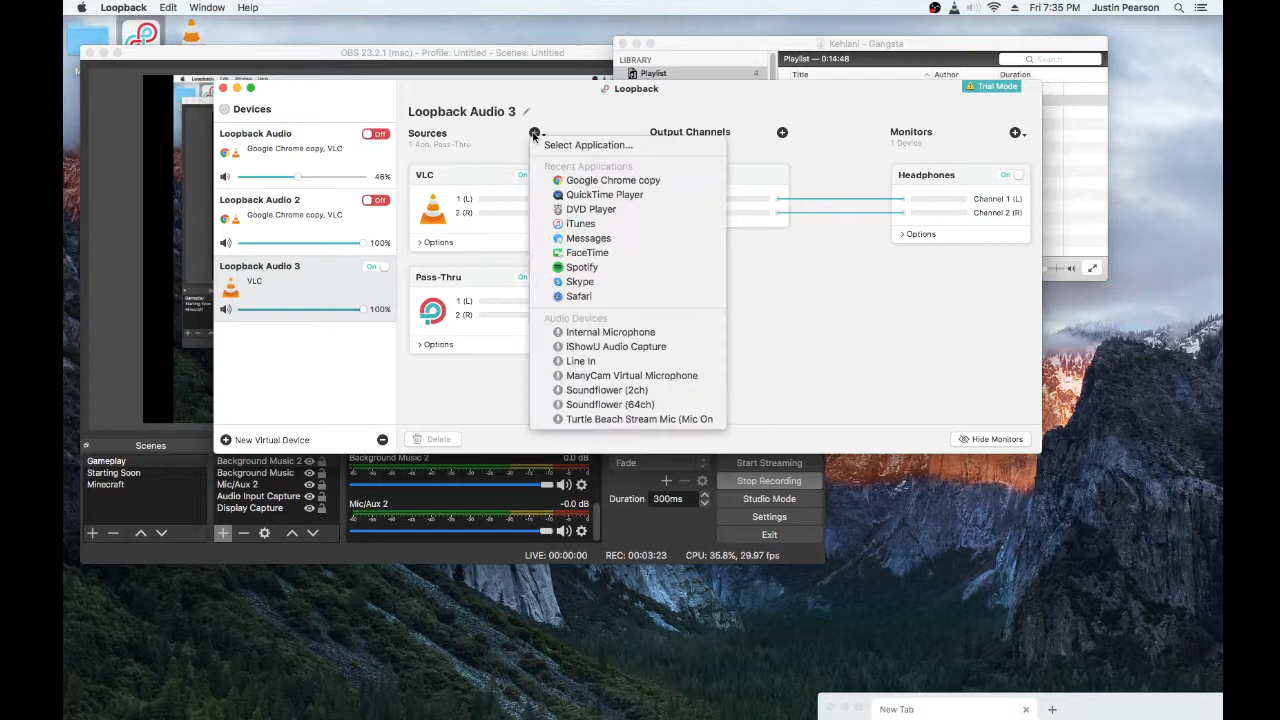 Loopback Edit Window Help
Fri 7:35 PM Justin Pearson
OBS 23.2.1 (mac) - Profile: Untitled - Scenes: Untitled
Kehlani - Gangsta
LIBRARY
Playlist 4
Playlist — 0:14:48
Search
Title Author Duration
Loopback
Trial Mode
Devices
Loopback Audio Off
Google Chrome copy, VLC
46%
Loopback Audio 2 Off
Google Chrome copy, VLC
100%
Loopback Audio 3 On
VLC
100%
New Virtual Device
Loopback Audio 3
Sources
1 App, Pass-Thru
VLC On
1 (L)
2 (R)
Options
Pass-Thru On
1 (L)
2 (R)
Options
Delete
Select Application...
Recent Applications
Google Chrome copy
QuickTime Player
DVD Player
iTunes
Messages
FaceTime
Spotify
Skype
Safari
Audio Devices
Internal Microphone
iShowU Audio Capture
Line In
ManyCam Virtual Microphone
Soundflower (2ch)
Soundflower (64ch)
Turtle Beach Stream Mic (Mic On
Output Channels
Monitors
1 Device
Headphones On
Channel 1 (L)
Channel 2 (R)
Options
Hide Monitors
Scenes
Gameplay
Starting Soon
Minecraft
Background Music 2
Background Music
Mic/Aux 2
Audio Input Capture
Display Capture
Background Music 2 0.0 dB
Mic/Aux 2 -0.0 dB
Fade
Duration 300ms
Start Streaming
Stop Recording
Studio Mode
Settings
Exit
LIVE: 00:00:00 REC: 00:03:23 CPU: 35.8%, 29.97 fps
New Tab